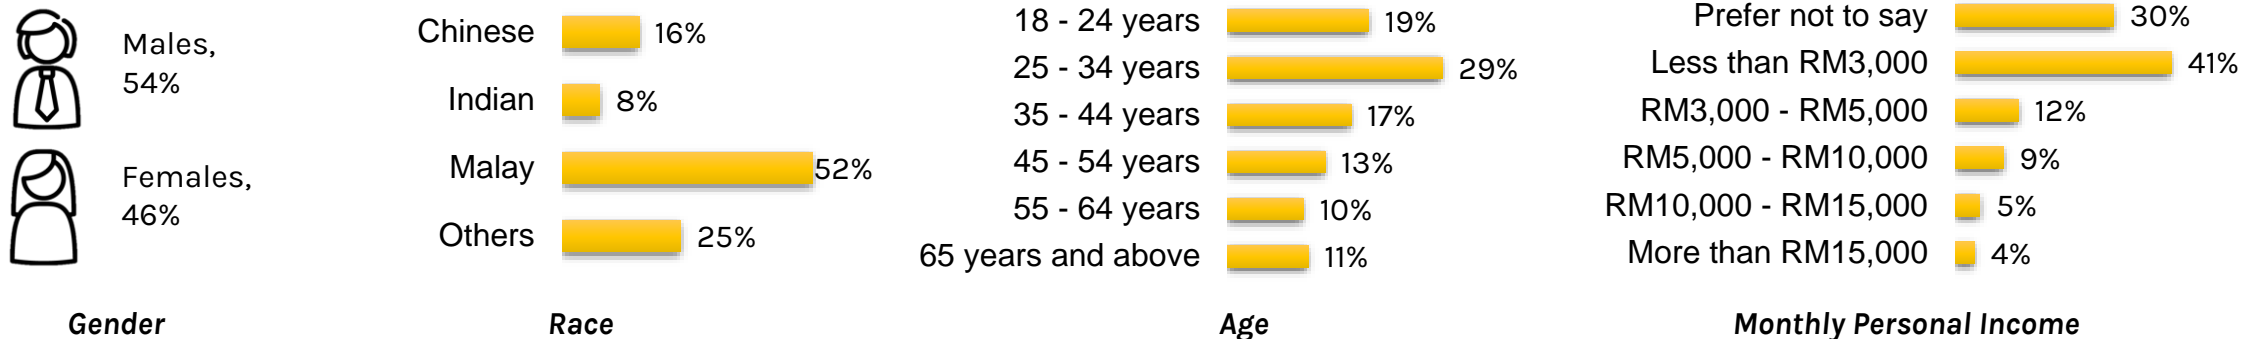 Males,
54%
Females,
46%
Gender
Chinese 16%
Indian 8%
Malay 52%
Others 25%
Race
18 - 24 years 19%
25 - 34 years 29%
35 - 44 years 17%
45 - 54 years 13%
55 - 64 years 10%
65 years and above 11%
Age
Prefer not to say 30%
Less than RM3,000 41%
RM3,000 - RM5,000 12%
RM5,000 - RM10,000 9%
RM10,000 - RM15,000 5%
More than RM15,000 4%
Monthly Personal Income